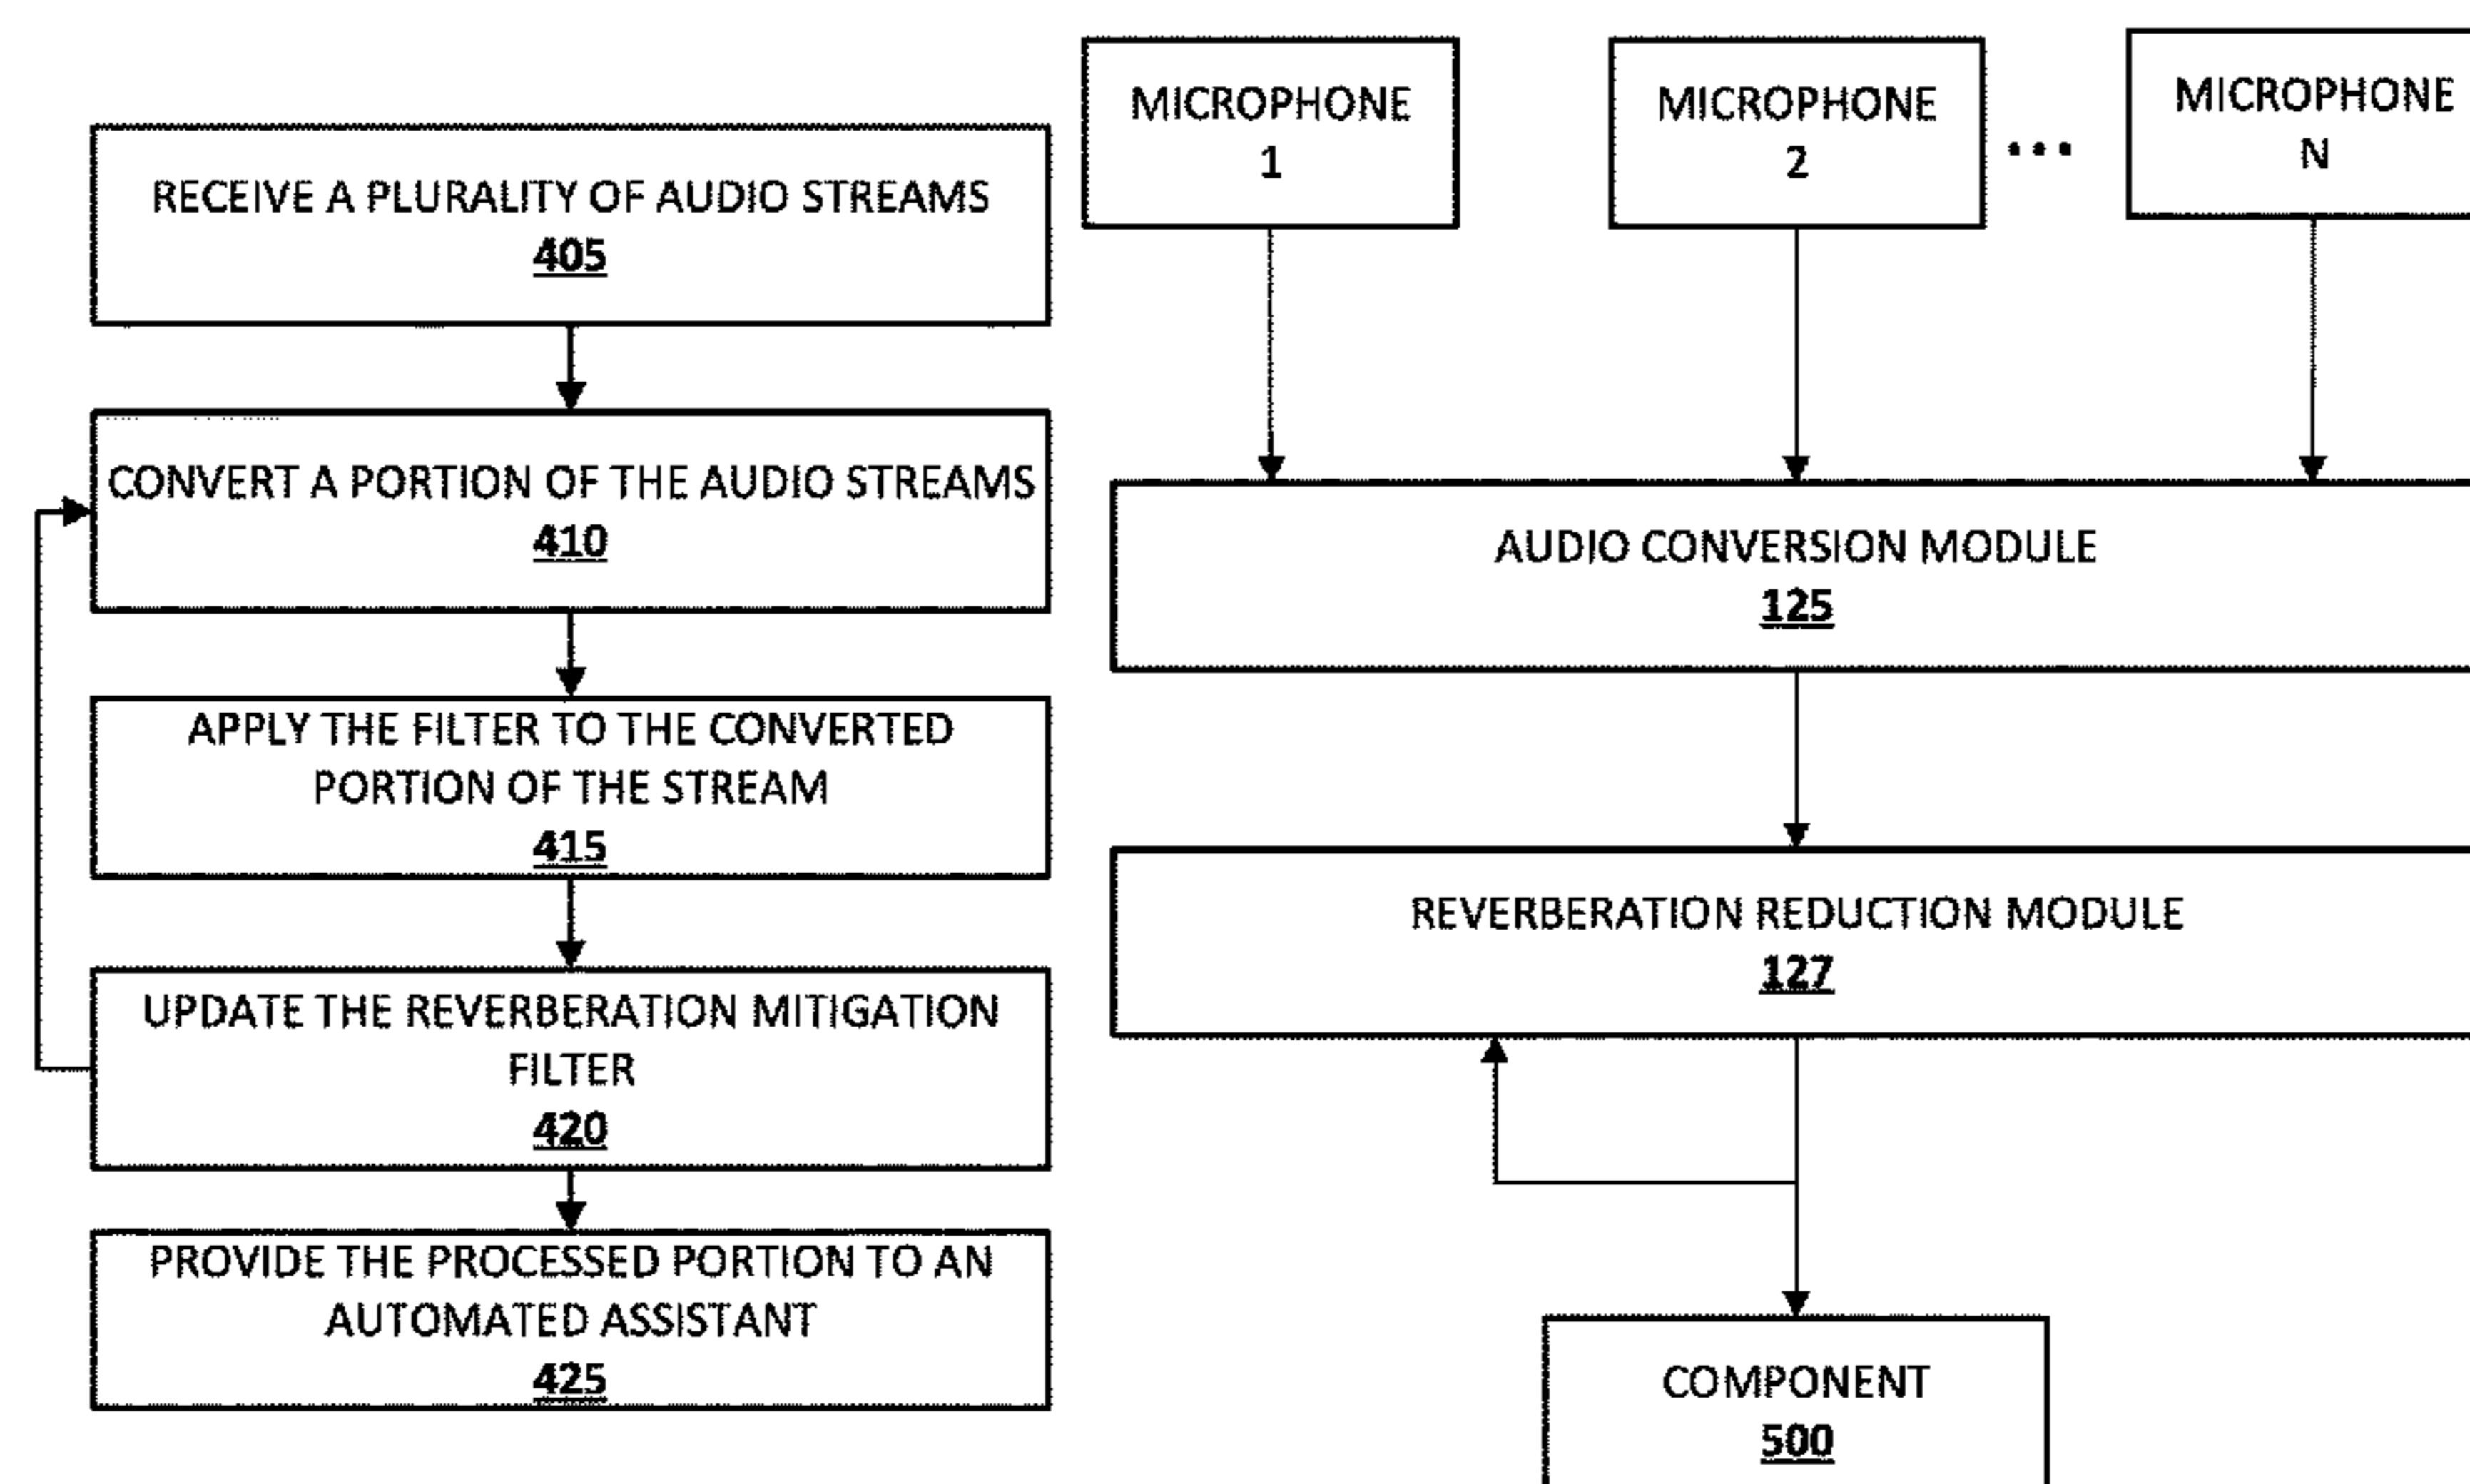 RECEIVE A PLURALITY OF AUDIO STREAMS
405
CONVERT A PORTION OF THE AUDIO STREAMS
410
APPLY THE FILTER TO THE CONVERTED
PORTION OF THE STREAM
415
UPDATE THE REVERBERATION MITIGATION
FILTER
420
PROVIDE THE PROCESSED PORTION TO AN
AUTOMATED ASSISTANT
425
MICROPHONE
1
MICROPHONE
2
...
MICROPHONE
N
AUDIO CONVERSION MODULE
125
REVERBERATION REDUCTION MODULE
127
COMPONENT
500